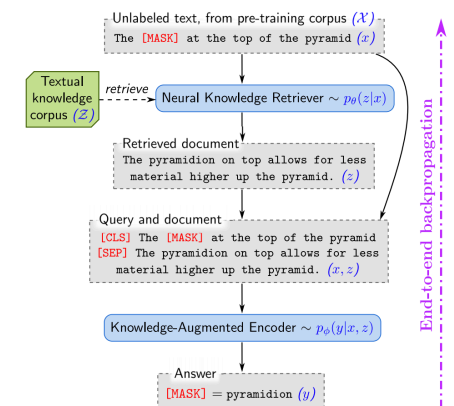 Unlabeled text, from pre-training corpus (𝒳)
The [MASK] at the top of the pyramid (x)
Textual
knowledge
corpus (𝒵)
retrieve
Neural Knowledge Retriever ∼ pθ(z|x)
Retrieved document
The pyramidion on top allows for less
material higher up the pyramid. (z)
Query and document
[CLS] The [MASK] at the top of the pyramid
[SEP] The pyramidion on top allows for less
material higher up the pyramid. (x, z)
Knowledge-Augmented Encoder ∼ pϕ(y|x, z)
Answer
[MASK] = pyramidion (y)
End-to-end backpropagation